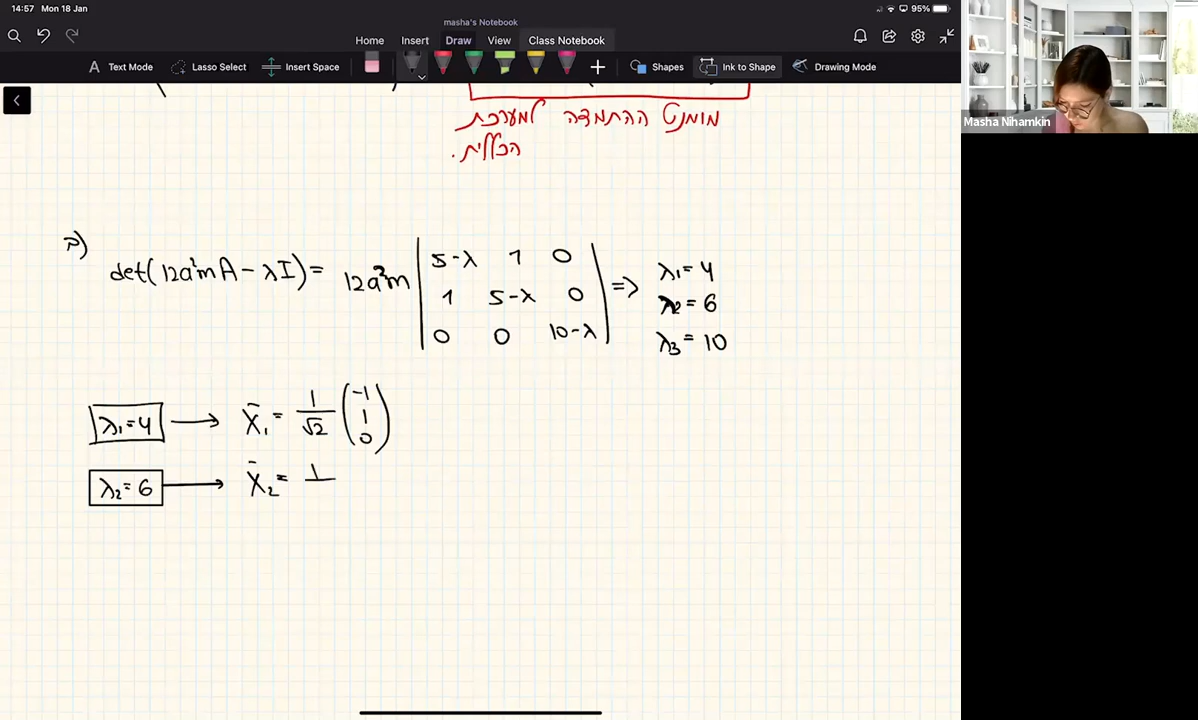 14:57 Mon 18 Jan
95%
masha's Notebook
Home Insert Draw View Class Notebook
Text Mode Lasso Select Insert Space Shapes Ink to Shape Drawing Mode
Masha Nihamkin
מומנט ההתמדה למערכת
הכללית.
ב)
det(12a²mA - λI) = 12a²m | 5-λ 1 0 | => λ1 = 4
| 1 5-λ 0 | λ2 = 6
| 0 0 10-λ | λ3 = 10
λ1 = 4 → X̄1 = 1/√2 (-1 1 0)
λ2 = 6 → X̄2 = 1